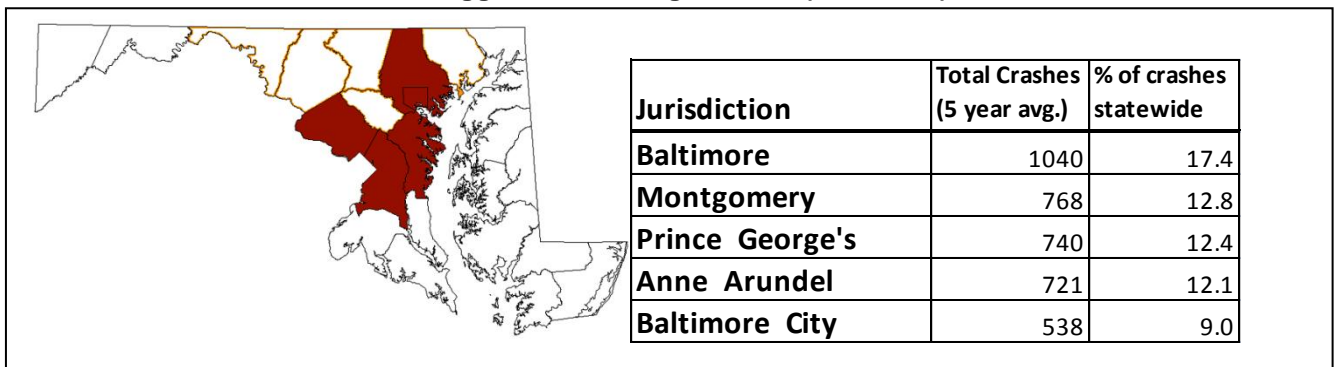 Jurisdiction Total Crashes (5 year avg.) % of crashes statewide
Baltimore 1040 17.4
Montgomery 768 12.8
Prince George's 740 12.4
Anne Arundel 721 12.1
Baltimore City 538 9.0